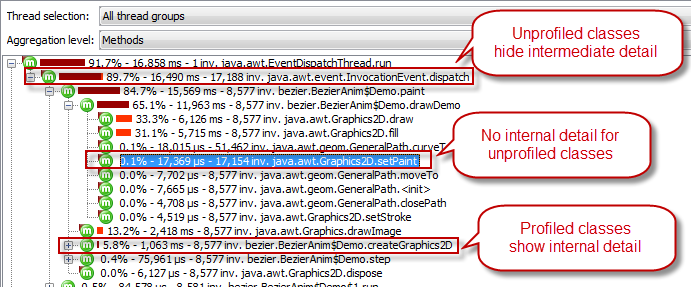 Thread selection: All thread groups
Aggregation level: Methods
Unprofiled classes
hide intermediate detail
91.7% - 16,858 ms - 1 inv. java.awt.EventDispatchThread.run
89.7% - 16,490 ms - 17,188 inv. java.awt.event.InvocationEvent.dispatch
84.7% - 15,569 ms - 8,577 inv. bezier.BezierAnim$Demo.paint
65.1% - 11,963 ms - 8,577 inv. bezier.BezierAnim$Demo.drawDemo
33.3% - 6,126 ms - 8,577 inv. java.awt.Graphics2D.draw
31.1% - 5,715 ms - 8,577 inv. java.awt.Graphics2D.fill
0.1% - 18,015 µs - 51,462 inv. java.awt.geom.GeneralPath.curveT
0.1% - 17,369 µs - 17,154 inv. java.awt.Graphics2D.setPaint
No internal detail for
unprofiled classes
0.0% - 7,702 µs - 8,577 inv. java.awt.geom.GeneralPath.moveTo
0.0% - 7,665 µs - 8,577 inv. java.awt.geom.GeneralPath.<init>
0.0% - 4,708 µs - 8,577 inv. java.awt.geom.GeneralPath.closePath
0.0% - 4,519 µs - 8,577 inv. java.awt.Graphics2D.setStroke
13.2% - 2,418 ms - 8,577 inv. java.awt.Graphics.drawImage
5.8% - 1,063 ms - 8,577 inv. bezier.BezierAnim$Demo.createGraphics2D
0.4% - 75,961 µs - 8,577 inv. bezier.BezierAnim$Demo.step
0.0% - 6,127 µs - 8,577 inv. java.awt.Graphics2D.dispose
Profiled classes
show internal detail
0.5% - 84,578 µs - 8,577 inv. bezier.BezierAnim$Demo$1.run